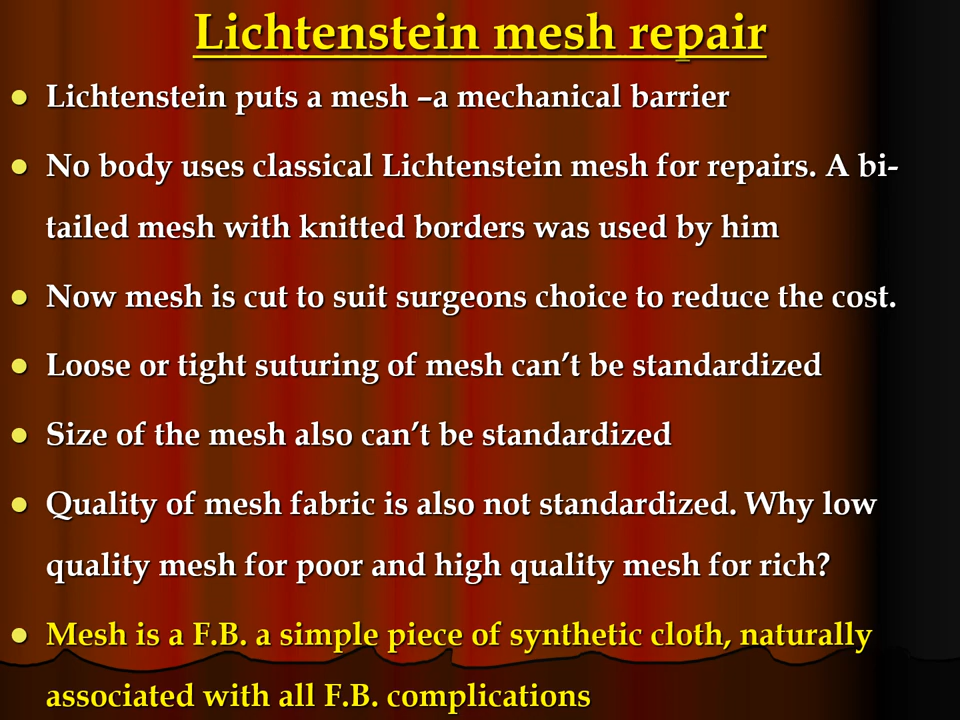 Lichtenstein mesh repair
● Lichtenstein puts a mesh –a mechanical barrier
● No body uses classical Lichtenstein mesh for repairs. A bi-
tailed mesh with knitted borders was used by him
● Now mesh is cut to suit surgeons choice to reduce the cost.
● Loose or tight suturing of mesh can’t be standardized
● Size of the mesh also can’t be standardized
● Quality of mesh fabric is also not standardized. Why low
quality mesh for poor and high quality mesh for rich?
● Mesh is a F.B. a simple piece of synthetic cloth, naturally
associated with all F.B. complications